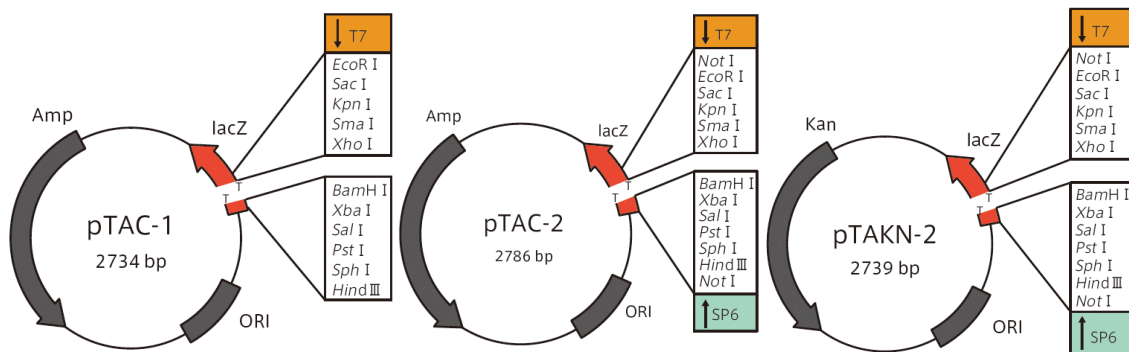 Amp
lacZ
T
T
pTAC-1
2734 bp
ORI
T7
EcoR I
Sac I
Kpn I
Sma I
Xho I
BamH I
Xba I
Sal I
Pst I
Sph I
Hind III
Amp
lacZ
T
T
pTAC-2
2786 bp
ORI
T7
Not I
EcoR I
Sac I
Kpn I
Sma I
Xho I
BamH I
Xba I
Sal I
Pst I
Sph I
Hind III
Not I
SP6
Kan
lacZ
T
T
pTAKN-2
2739 bp
ORI
T7
Not I
EcoR I
Sac I
Kpn I
Sma I
Xho I
BamH I
Xba I
Sal I
Pst I
Sph I
Hind III
Not I
SP6